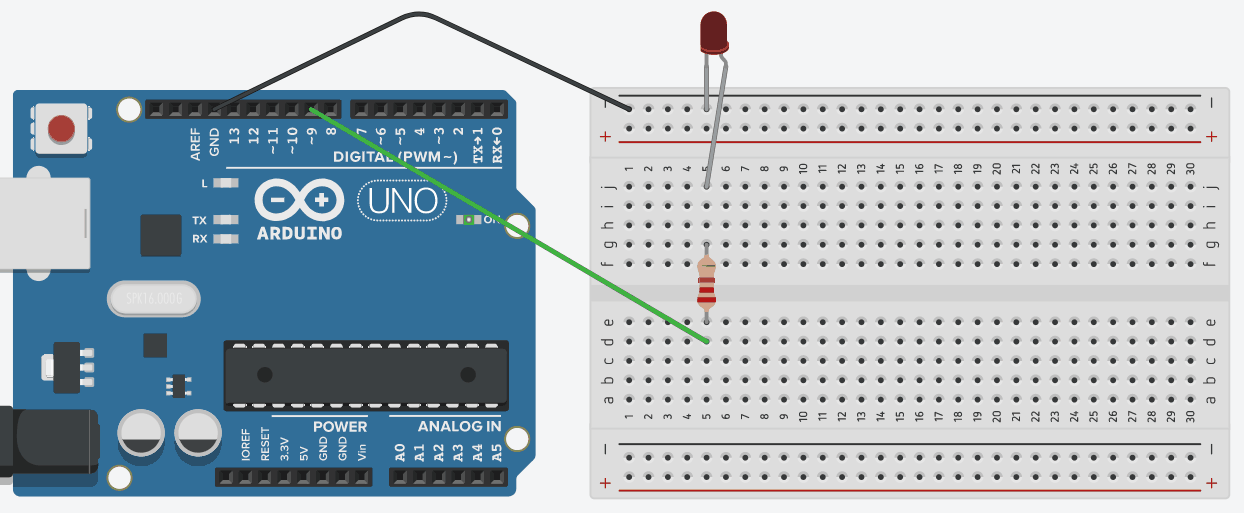 AREF
GND
13
12
~11
~10
~9
8
7
~6
~5
4
~3
2
TX→1
RX←0
DIGITAL (PWM~)
L
TX
RX
ARDUINO
UNO
ON
SPK16.000G
IOREF
RESET
3.3V
5V
GND
GND
Vin
POWER
ANALOG IN
A0
A1
A2
A3
A4
A5
− −
+ +
1 2 3 4 5 6 7 8 9 10 11 12 13 14 15 16 17 18 19 20 21 22 23 24 25 26 27 28 29 30
j j
i i
h h
g g
f f
e e
d d
c c
b b
a a
1 2 3 4 5 6 7 8 9 10 11 12 13 14 15 16 17 18 19 20 21 22 23 24 25 26 27 28 29 30
− −
+ +